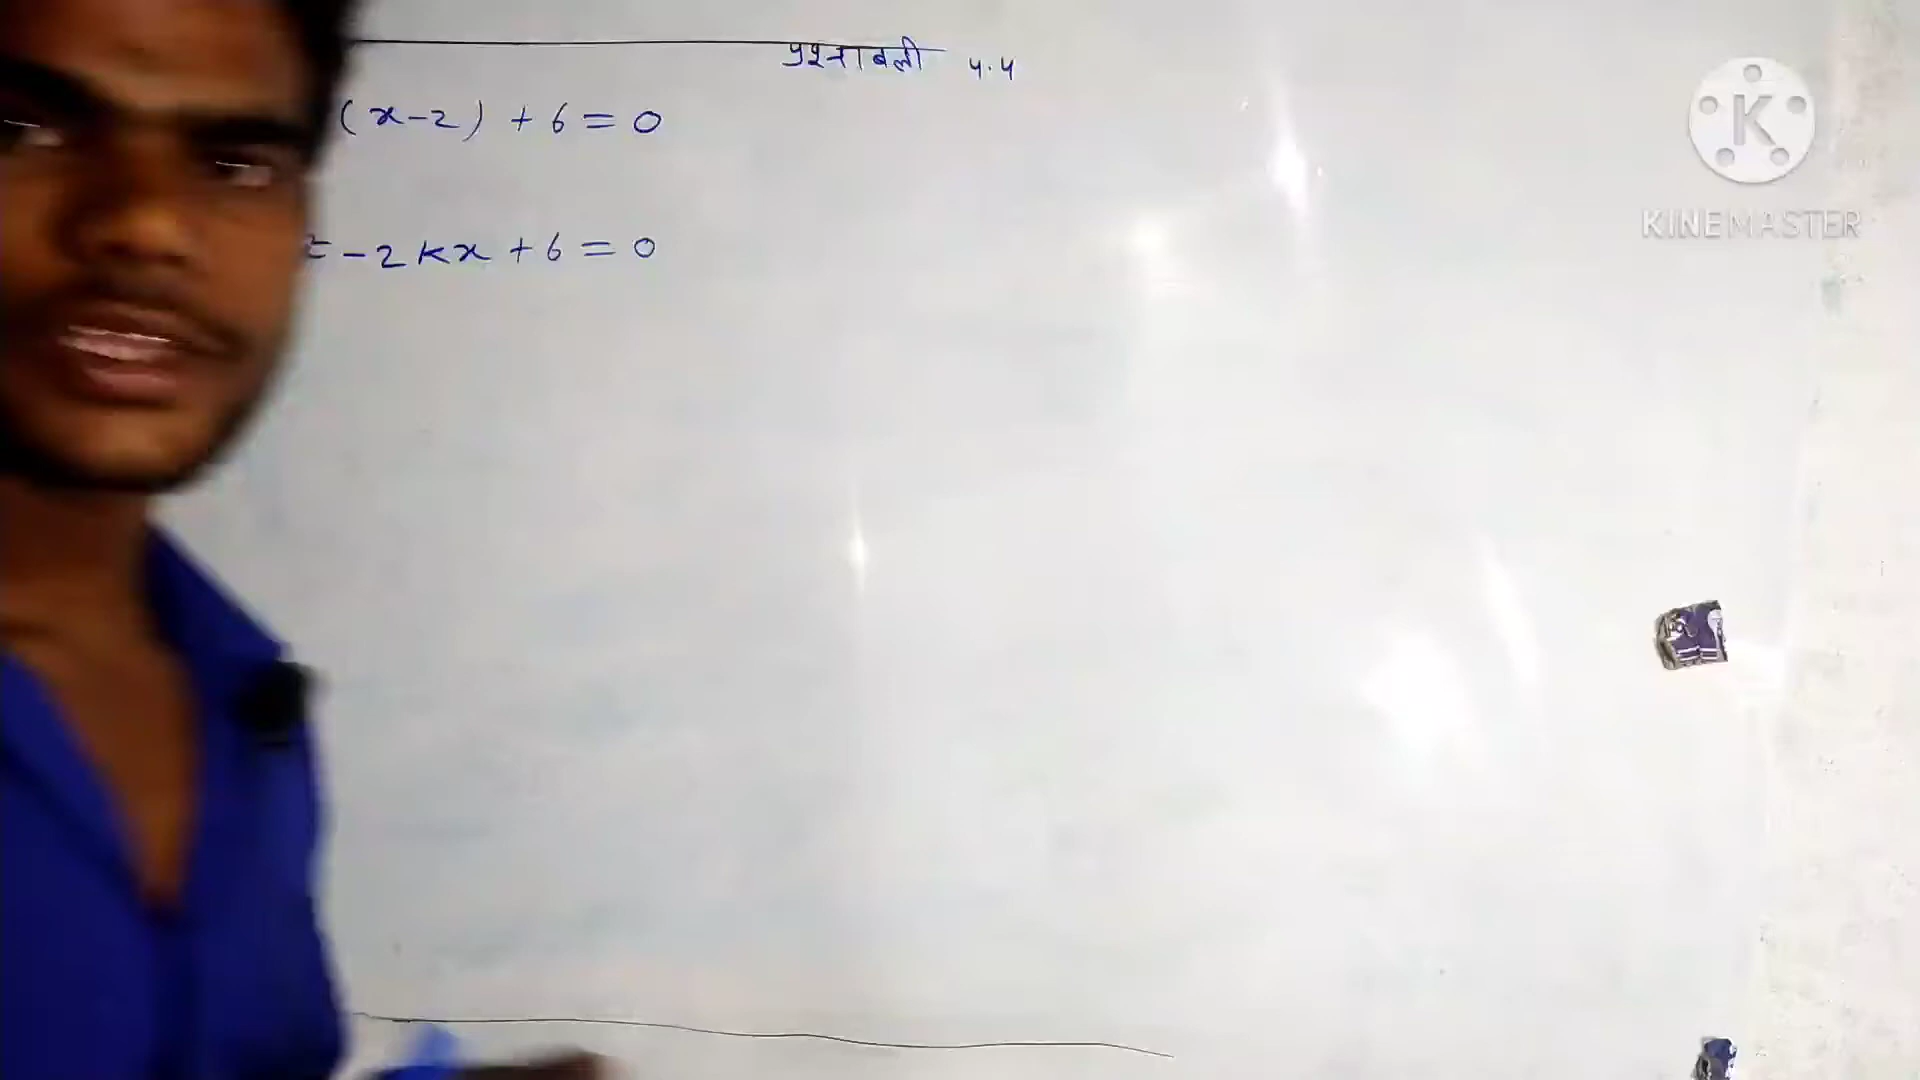 प्रश्नावली 4.4
(x-2) + 6 = 0
- 2kx + 6 = 0
K
KINEMASTER